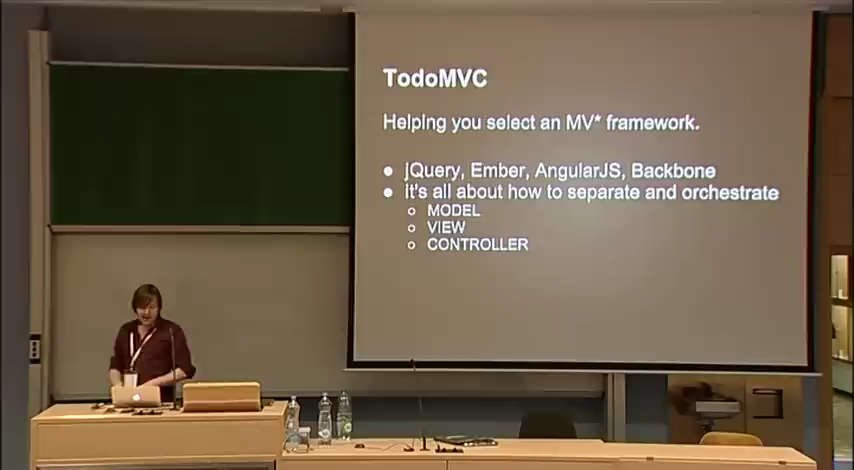 TodoMVC
Helping you select an MV* framework.
jQuery, Ember, AngularJS, Backbone
it's all about how to separate and orchestrate
MODEL
VIEW
CONTROLLER